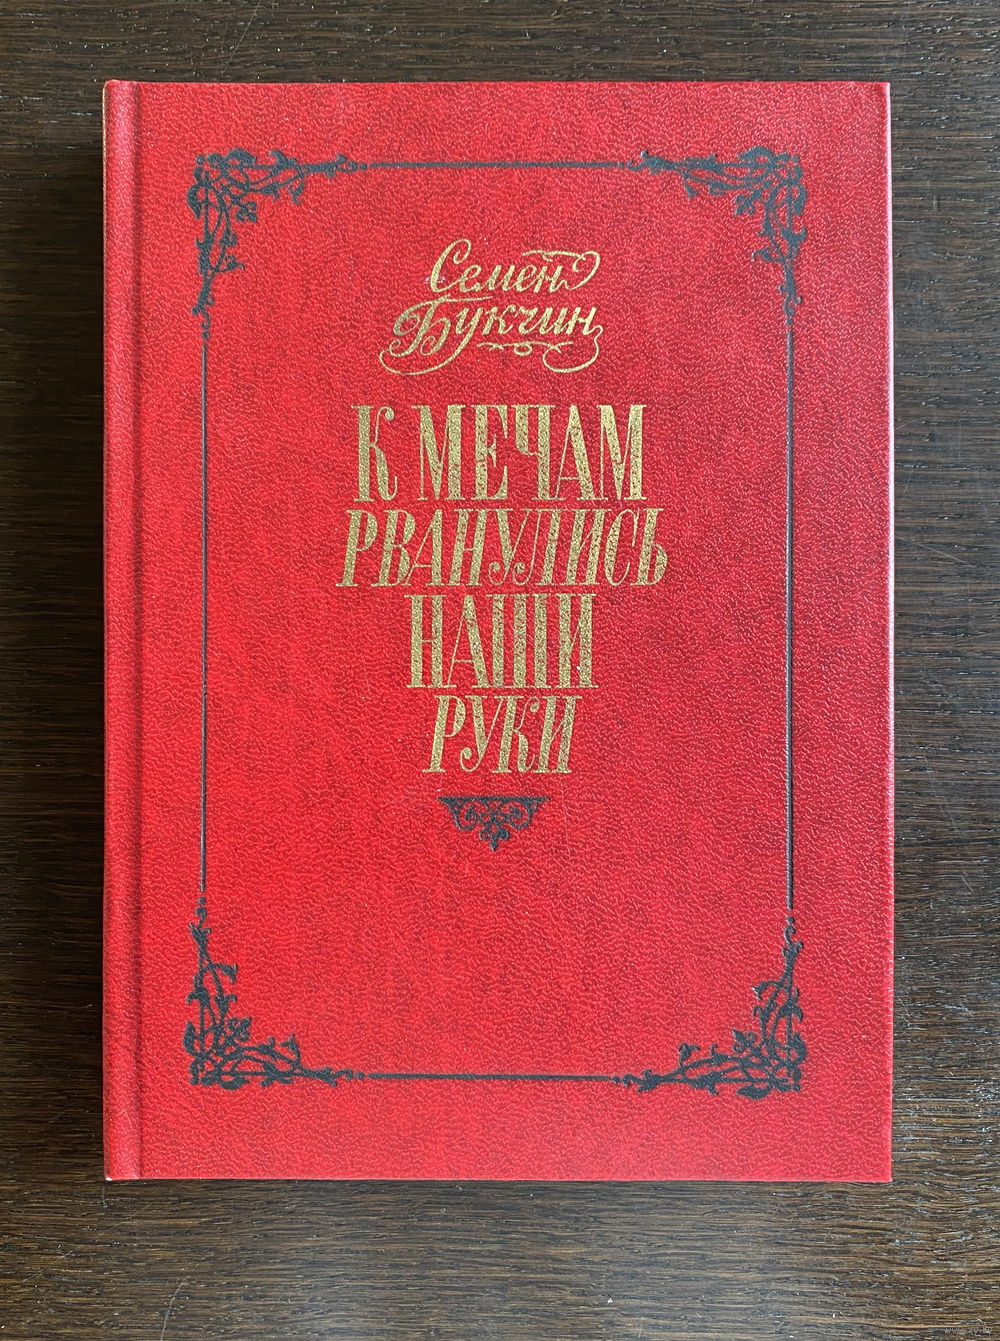 Семен
Букчин
К МЕЧАМ
РВАНУЛИСЬ
НАШИ
РУКИ